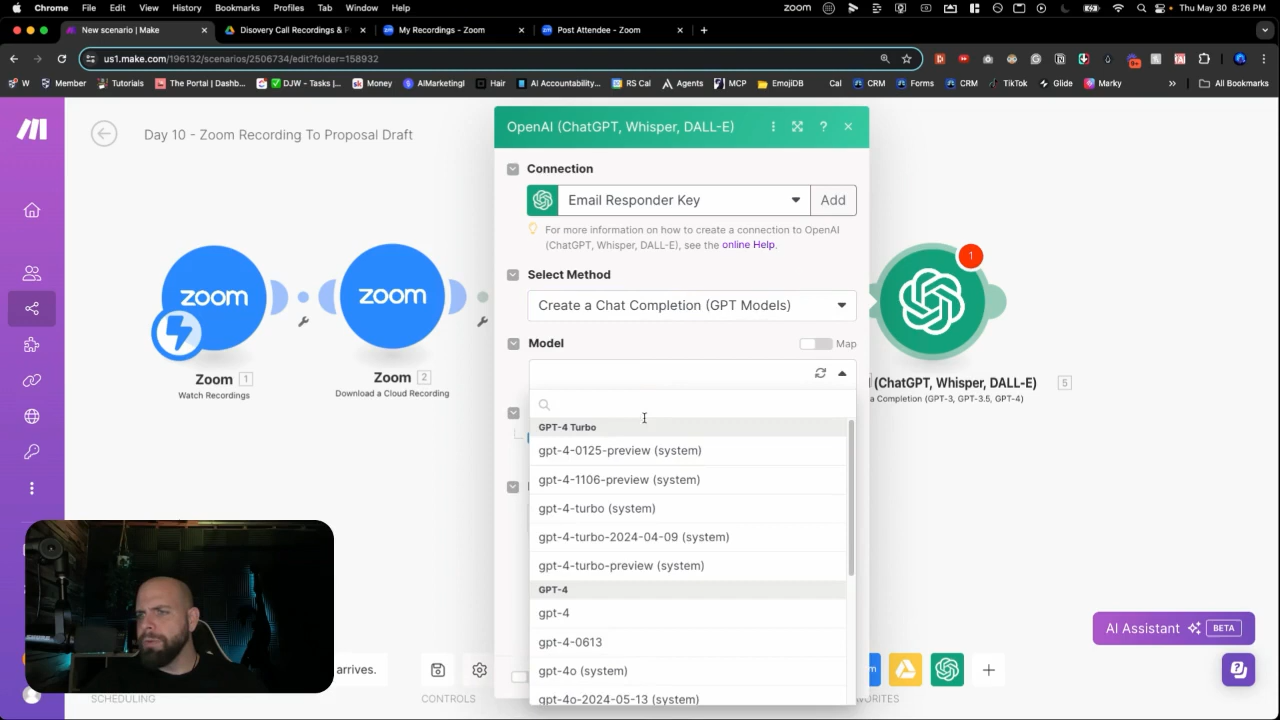 Chrome File Edit View History Bookmarks Profiles Tab Window Help
zoom Thu May 30 8:26 PM
New scenario | Make
Discovery Call Recordings & P
My Recordings - Zoom
Post Attendee - Zoom
us1.make.com/196132/scenarios/2506734/edit?folder=158932
W Member Tutorials The Portal | Dashb... DJW - Tasks |... Money AIMarketingl Hair AI Accountability... RS Cal Agents MCP EmojiDB Cal CRM Forms CRM TikTok Glide Marky » All Bookmarks
Day 10 - Zoom Recording To Proposal Draft
OpenAI (ChatGPT, Whisper, DALL-E)
Connection
Email Responder Key
Add
For more information on how to create a connection to OpenAI
(ChatGPT, Whisper, DALL-E), see the online Help.
Select Method
Create a Chat Completion (GPT Models)
Model
Map
GPT-4 Turbo
gpt-4-0125-preview (system)
gpt-4-1106-preview (system)
gpt-4-turbo (system)
gpt-4-turbo-2024-04-09 (system)
gpt-4-turbo-preview (system)
GPT-4
gpt-4
gpt-4-0613
gpt-4o (system)
gpt-4o-2024-05-13 (system)
zoom
Zoom 1
Watch Recordings
zoom
Zoom 2
Download a Cloud Recording
1
(ChatGPT, Whisper, DALL-E) 5
a Completion (GPT-3, GPT-3.5, GPT-4)
AI Assistant BETA
arrives.
SCHEDULING
CONTROLS